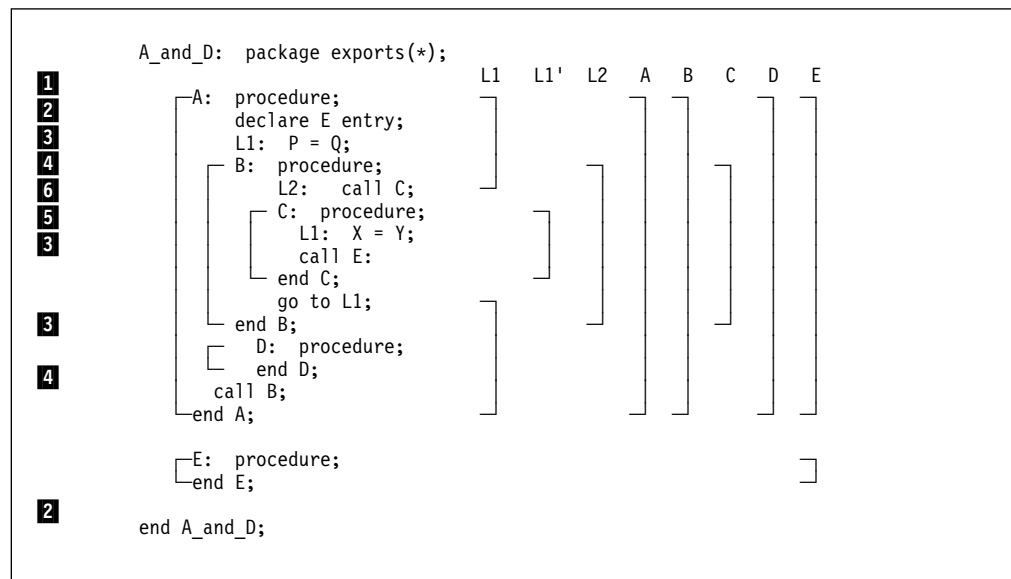 A_and_D: package exports(*);
1 L1 L1' L2 A B C D E
A: procedure;
2 declare E entry;
3 L1: P = Q;
4 B: procedure;
6 L2: call C;
5 C: procedure;
L1: X = Y;
3 call E:
end C;
go to L1;
3 end B;
D: procedure;
4 end D;
call B;
end A;
E: procedure;
end E;
2
end A_and_D;